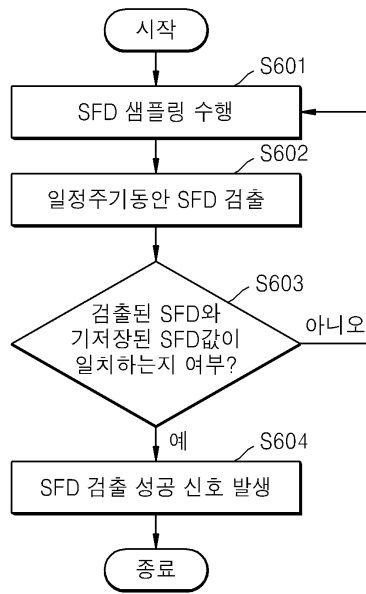 시작
S601
SFD 샘플링 수행
S602
일정주기동안 SFD 검출
S603
검출된 SFD와
기저장된 SFD값이
일치하는지 여부?
아니오
예
S604
SFD 검출 성공 신호 발생
종료